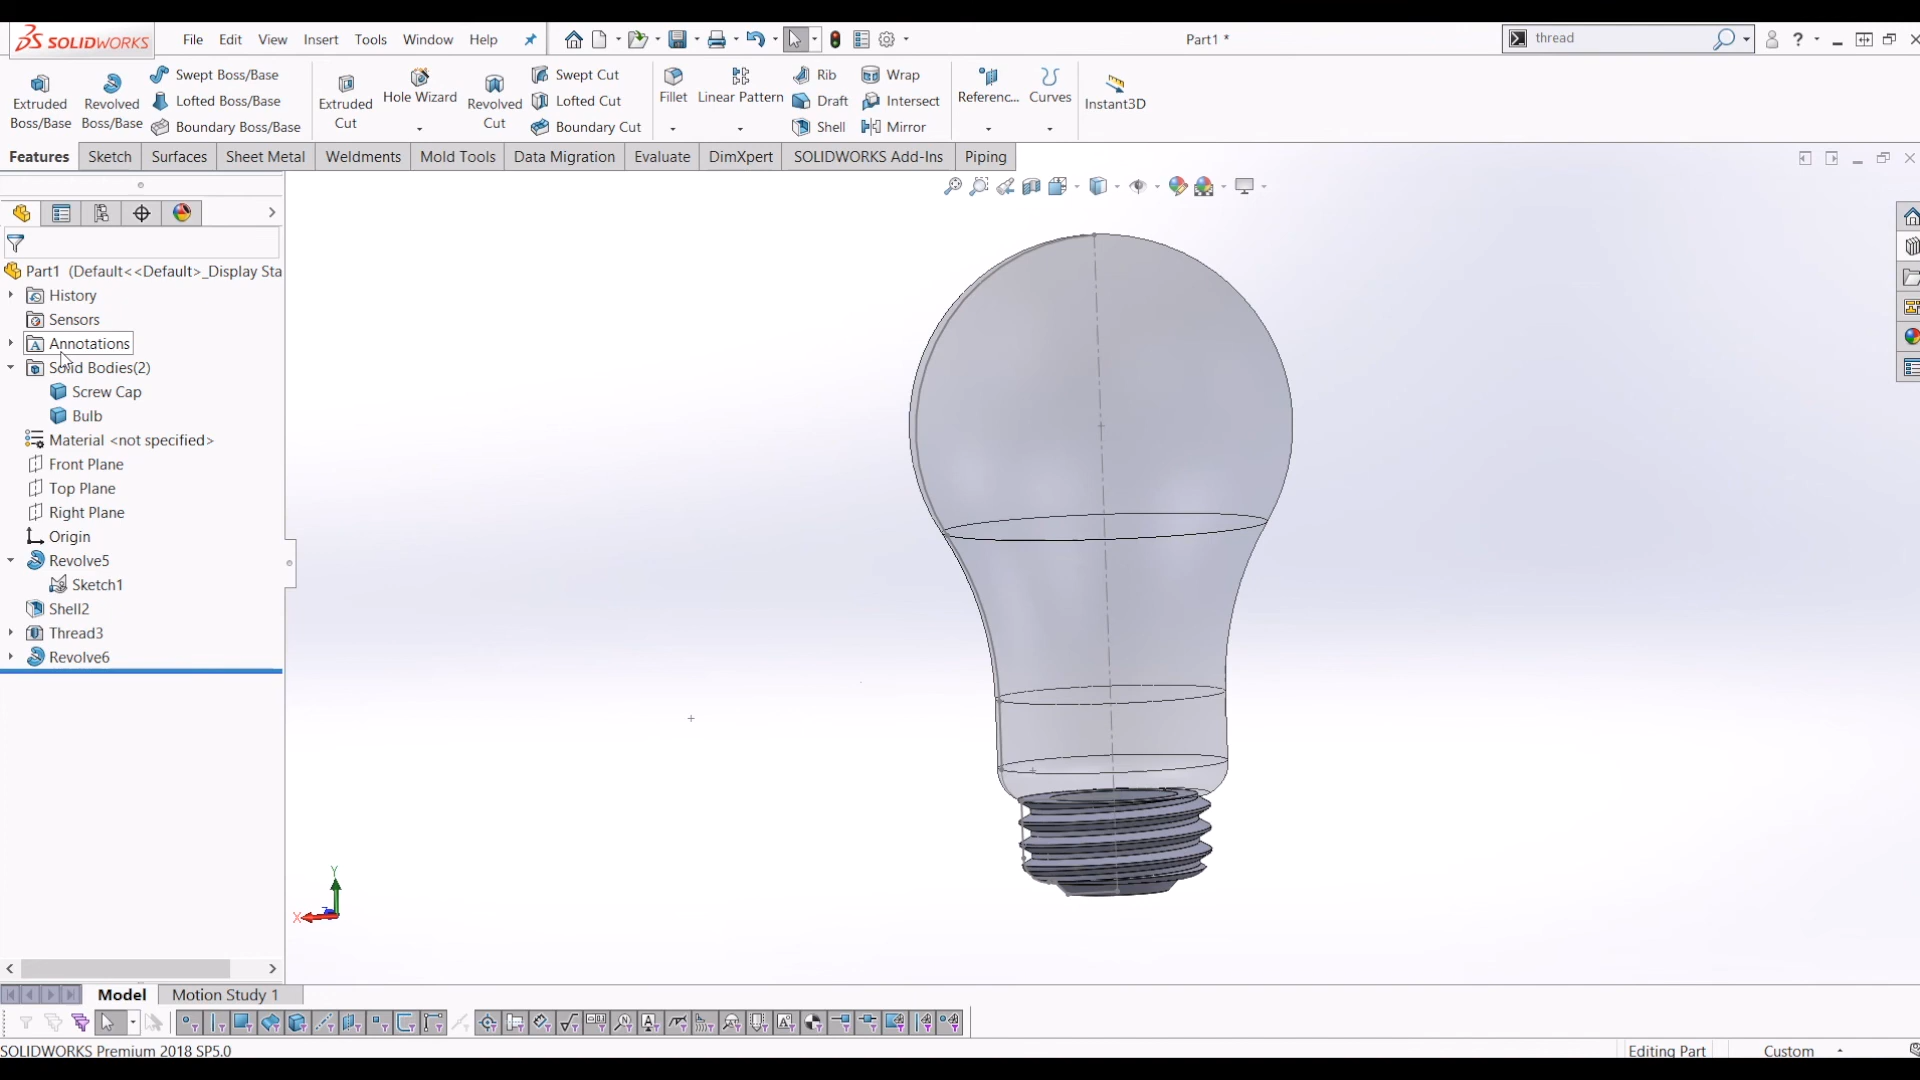 SOLIDWORKS File Edit View Insert Tools Window Help Part1 * thread ?
Extruded Boss/Base
Revolved Boss/Base
Swept Boss/Base
Lofted Boss/Base
Boundary Boss/Base
Extruded Cut
Hole Wizard
Revolved Cut
Swept Cut
Lofted Cut
Boundary Cut
Fillet
Linear Pattern
Rib
Draft
Shell
Wrap
Intersect
Mirror
Referenc...
Curves
Instant3D
Features Sketch Surfaces Sheet Metal Weldments Mold Tools Data Migration Evaluate DimXpert SOLIDWORKS Add-Ins Piping
Part1 (Default<<Default>_Display Sta
History
Sensors
Annotations
Solid Bodies(2)
Screw Cap
Bulb
Material <not specified>
Front Plane
Top Plane
Right Plane
Origin
Revolve5
Sketch1
Shell2
Thread3
Revolve6
Y
X
Z
Model Motion Study 1
SOLIDWORKS Premium 2018 SP5.0 Editing Part Custom